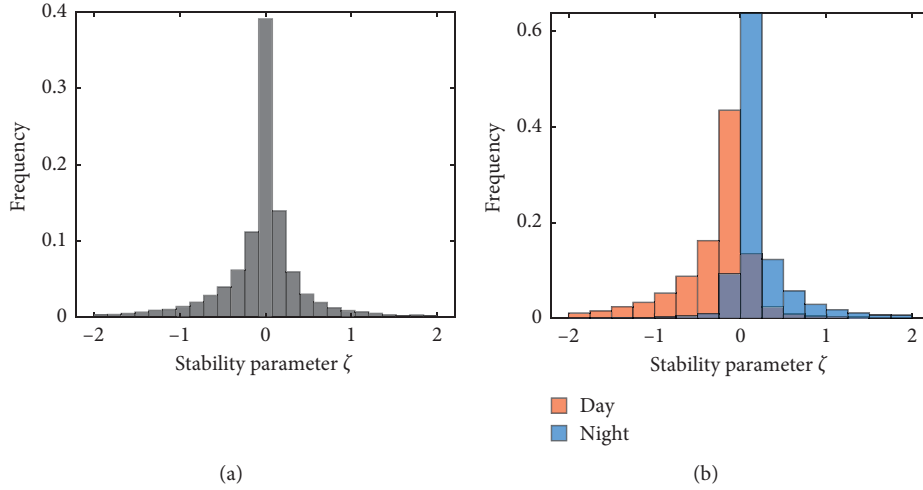 0.4
0.3
0.2
0.1
0
Frequency
−2
−1
0
1
2
Stability parameter ζ
(a)
0.6
0.4
0.2
0
Frequency
−2
−1
0
1
2
Stability parameter ζ
Day
Night
(b)